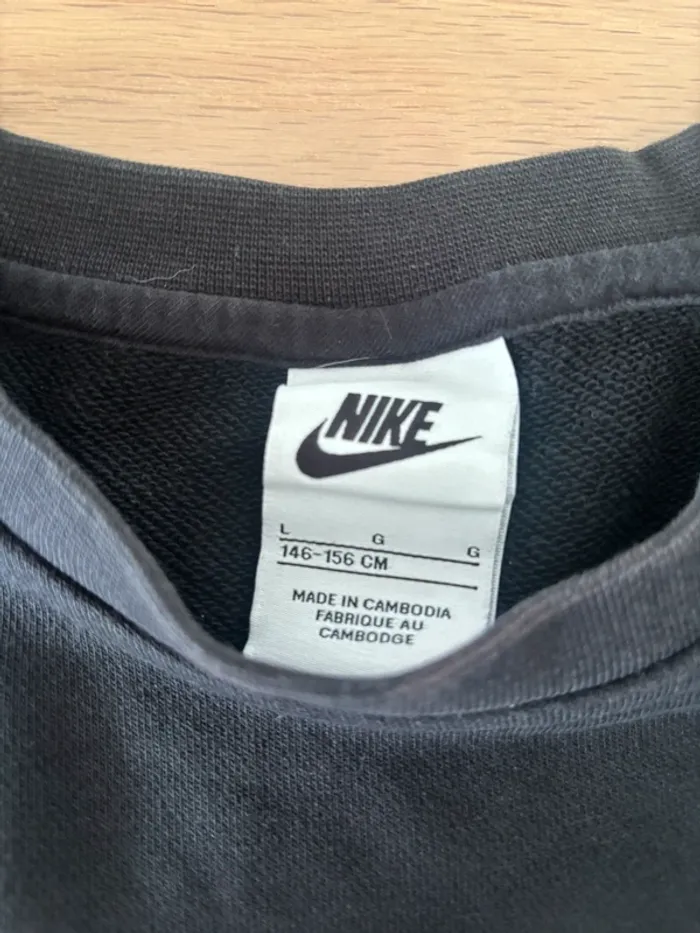 NIKE
L G G
146-156 CM
MADE IN CAMBODIA
FABRIQUE AU
CAMBODGE